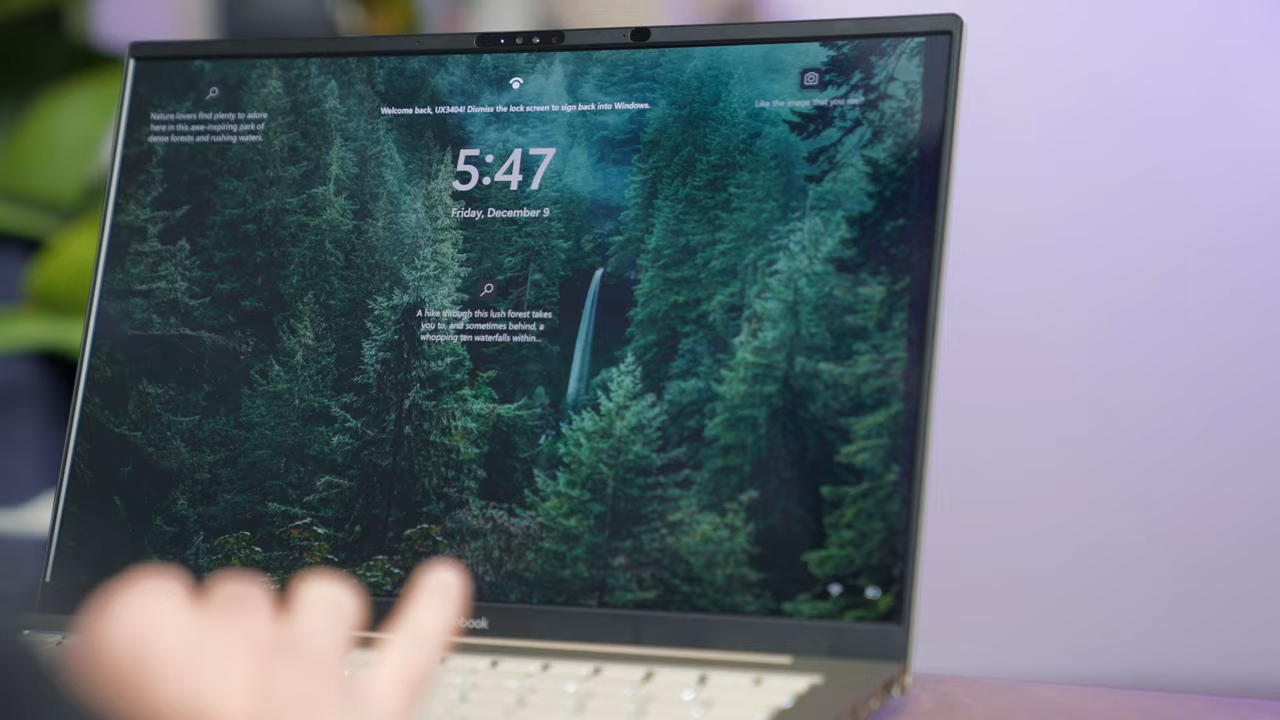 Welcome back, UX3404! Dismiss the lock screen to sign back into Windows.
Nature lovers find plenty to adore
here in this awe-inspiring park of
dense forests and rushing waters.
Like the image that you see?
5:47
Friday, December 9
A hike through this lush forest takes
you to, and sometimes behind, a
whopping ten waterfalls within...